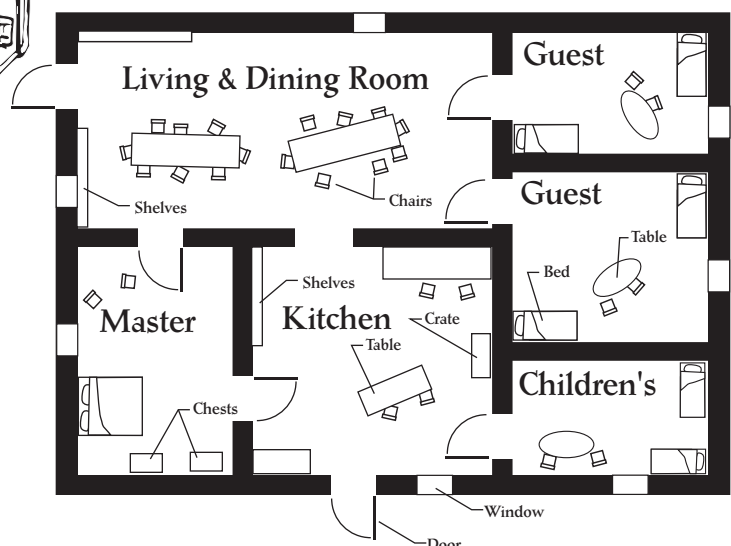 Guest
Living & Dining Room
Guest
Shelves
Chairs
Table
Bed
Shelves
Master
Kitchen
Crate
Table
Children's
Chests
Window
Door